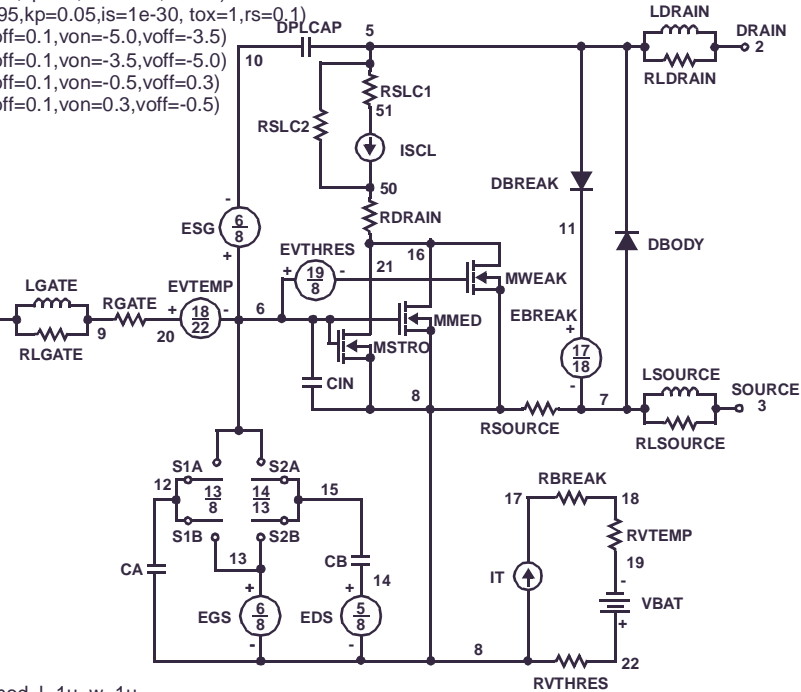 95,kp=0.05,is=1e-30, tox=1,rs=0.1)
off=0.1,von=-5.0,voff=-3.5)
off=0.1,von=-3.5,voff=-5.0)
off=0.1,von=-0.5,voff=0.3)
off=0.1,von=0.3,voff=-0.5)
LDRAIN
DPLCAP
5
DRAIN
2
10
RLDRAIN
RSLC1
51
RSLC2
ISCL
DBREAK
50
ESG
6
8
-
+
RDRAIN
11
DBODY
EVTHRES
16
+
19
8
-
21
MWEAK
LGATE
EVTEMP
RGATE
+
18
22
-
6
MMED
EBREAK
+
17
18
-
9
20
RLGATE
MSTRO
LSOURCE
CIN
SOURCE
8
7
3
RSOURCE
RLSOURCE
S1A
S2A
RBREAK
12
13
8
14
13
15
17
18
S1B
S2B
RVTEMP
13
CA
CB
14
19
IT
-
VBAT
+
+
EGS
6
8
-
+
EDS
5
8
-
8
22
RVTHRES